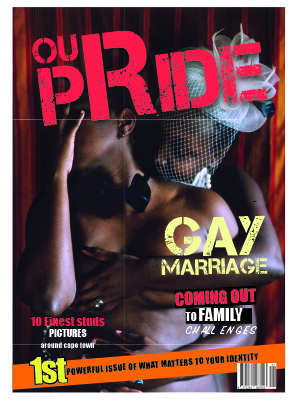 OU
PRIDE
GAY
MARRIAGE
COMING OUT
TO FAMILY
CHALLENGES
10 Finest studs
PICTURES
around cape town
1st POWERFUL ISSUE OF WHAT MATTERS TO YOUR IDENTITY